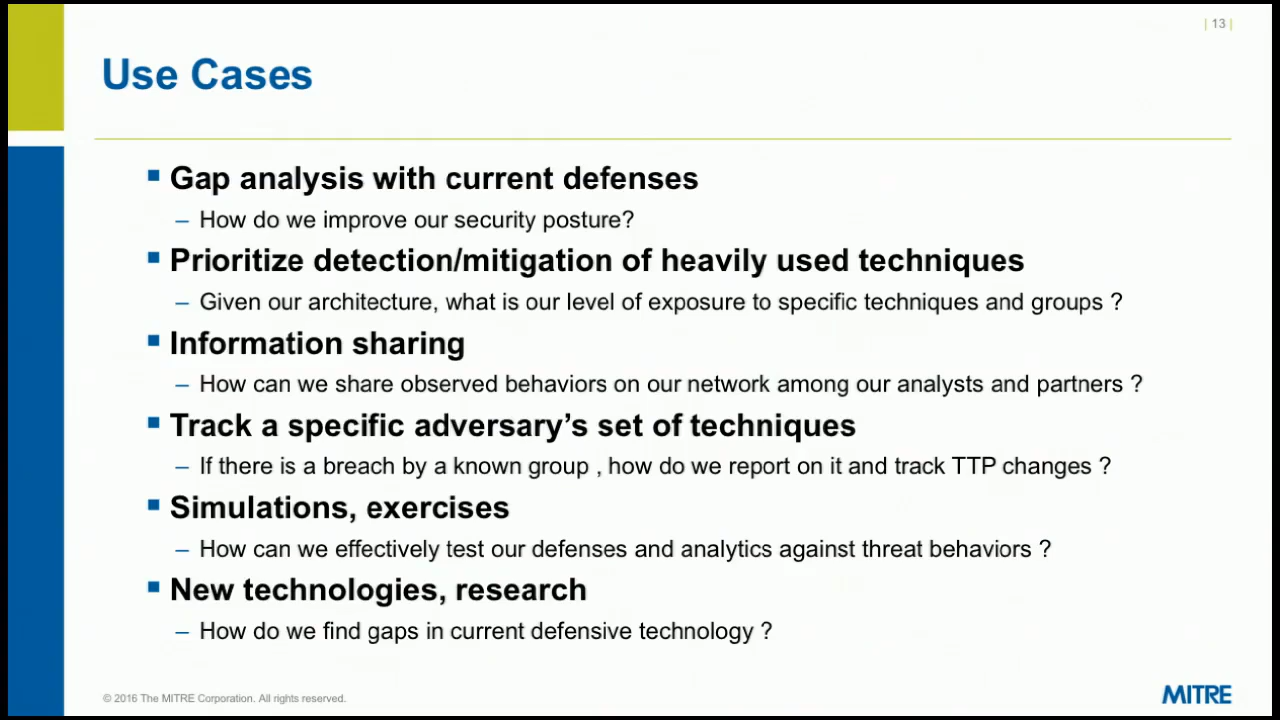 | 13 |
Use Cases
▪ Gap analysis with current defenses
– How do we improve our security posture?
▪ Prioritize detection/mitigation of heavily used techniques
– Given our architecture, what is our level of exposure to specific techniques and groups ?
▪ Information sharing
– How can we share observed behaviors on our network among our analysts and partners ?
▪ Track a specific adversary’s set of techniques
– If there is a breach by a known group , how do we report on it and track TTP changes ?
▪ Simulations, exercises
– How can we effectively test our defenses and analytics against threat behaviors ?
▪ New technologies, research
– How do we find gaps in current defensive technology ?
© 2016 The MITRE Corporation. All rights reserved.
MITRE